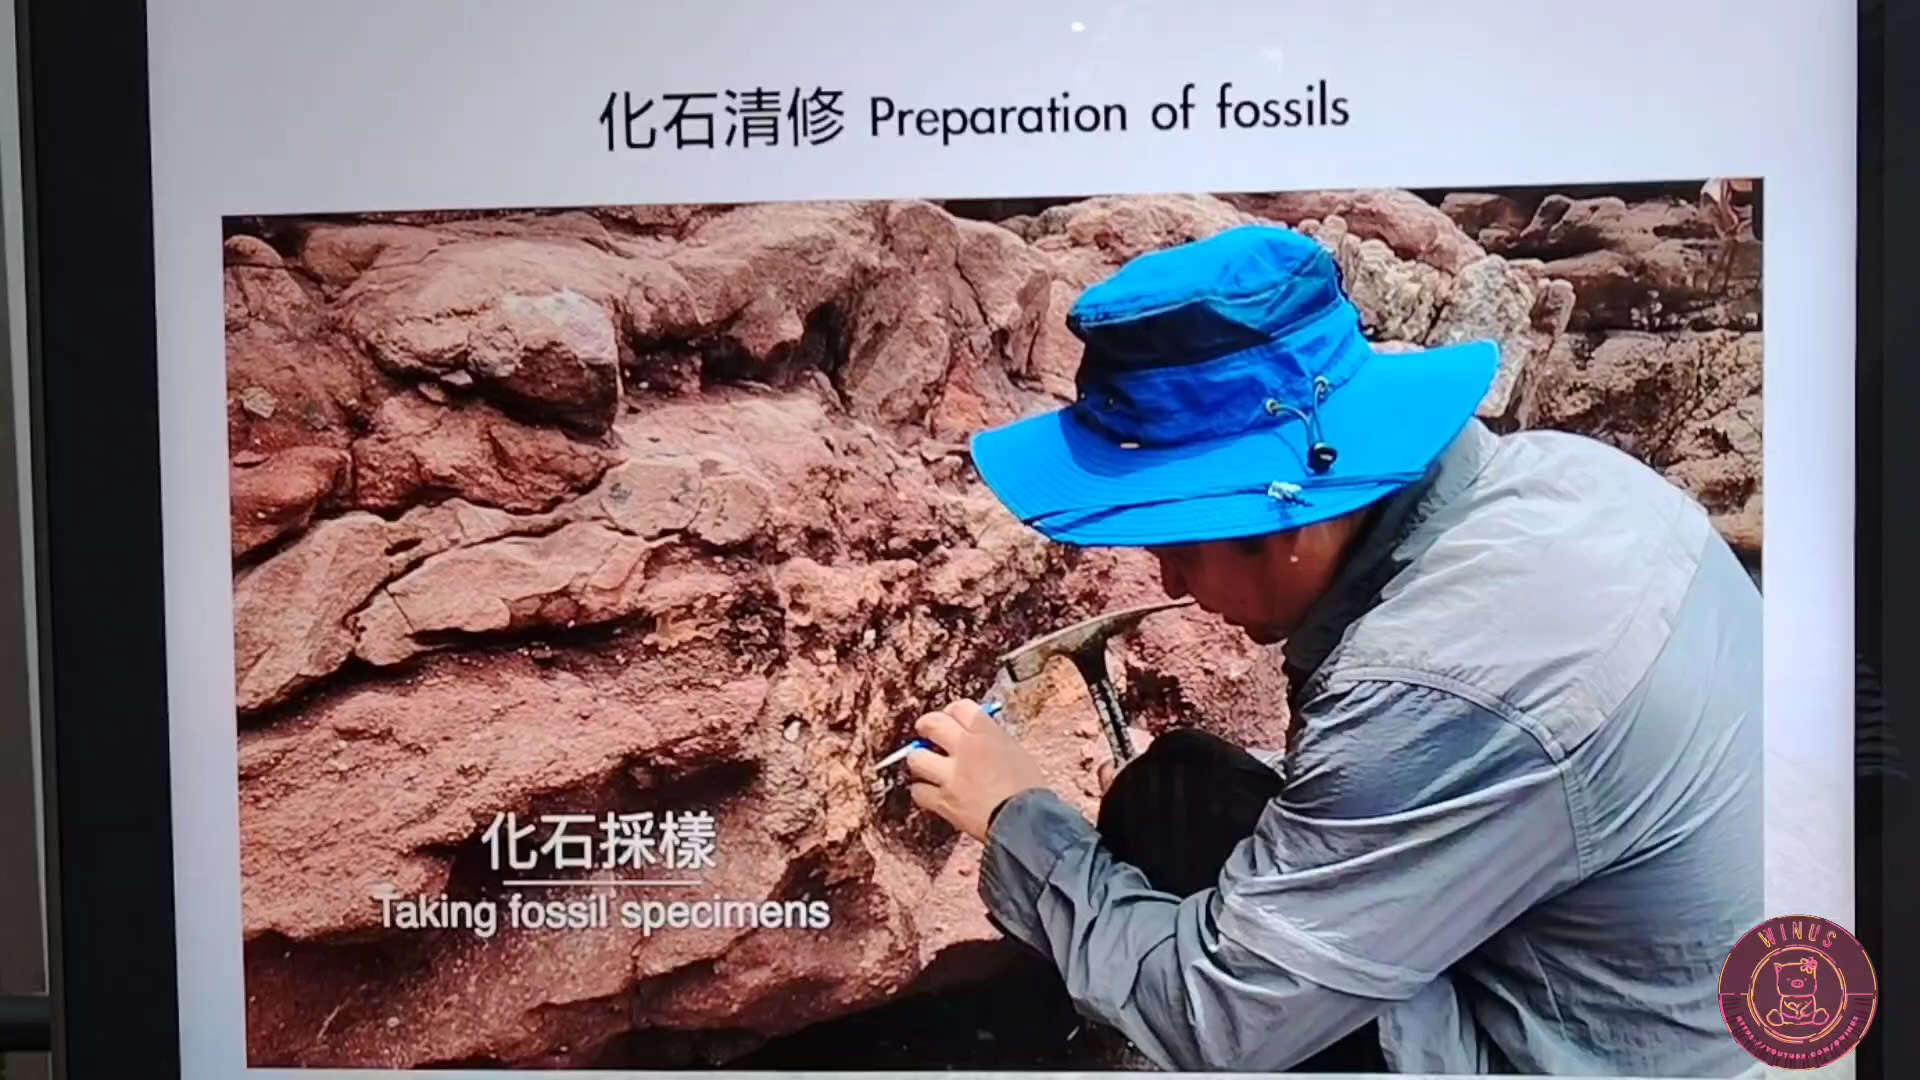 化石清修 Preparation of fossils
化石採樣
Taking fossil specimens
WINUS